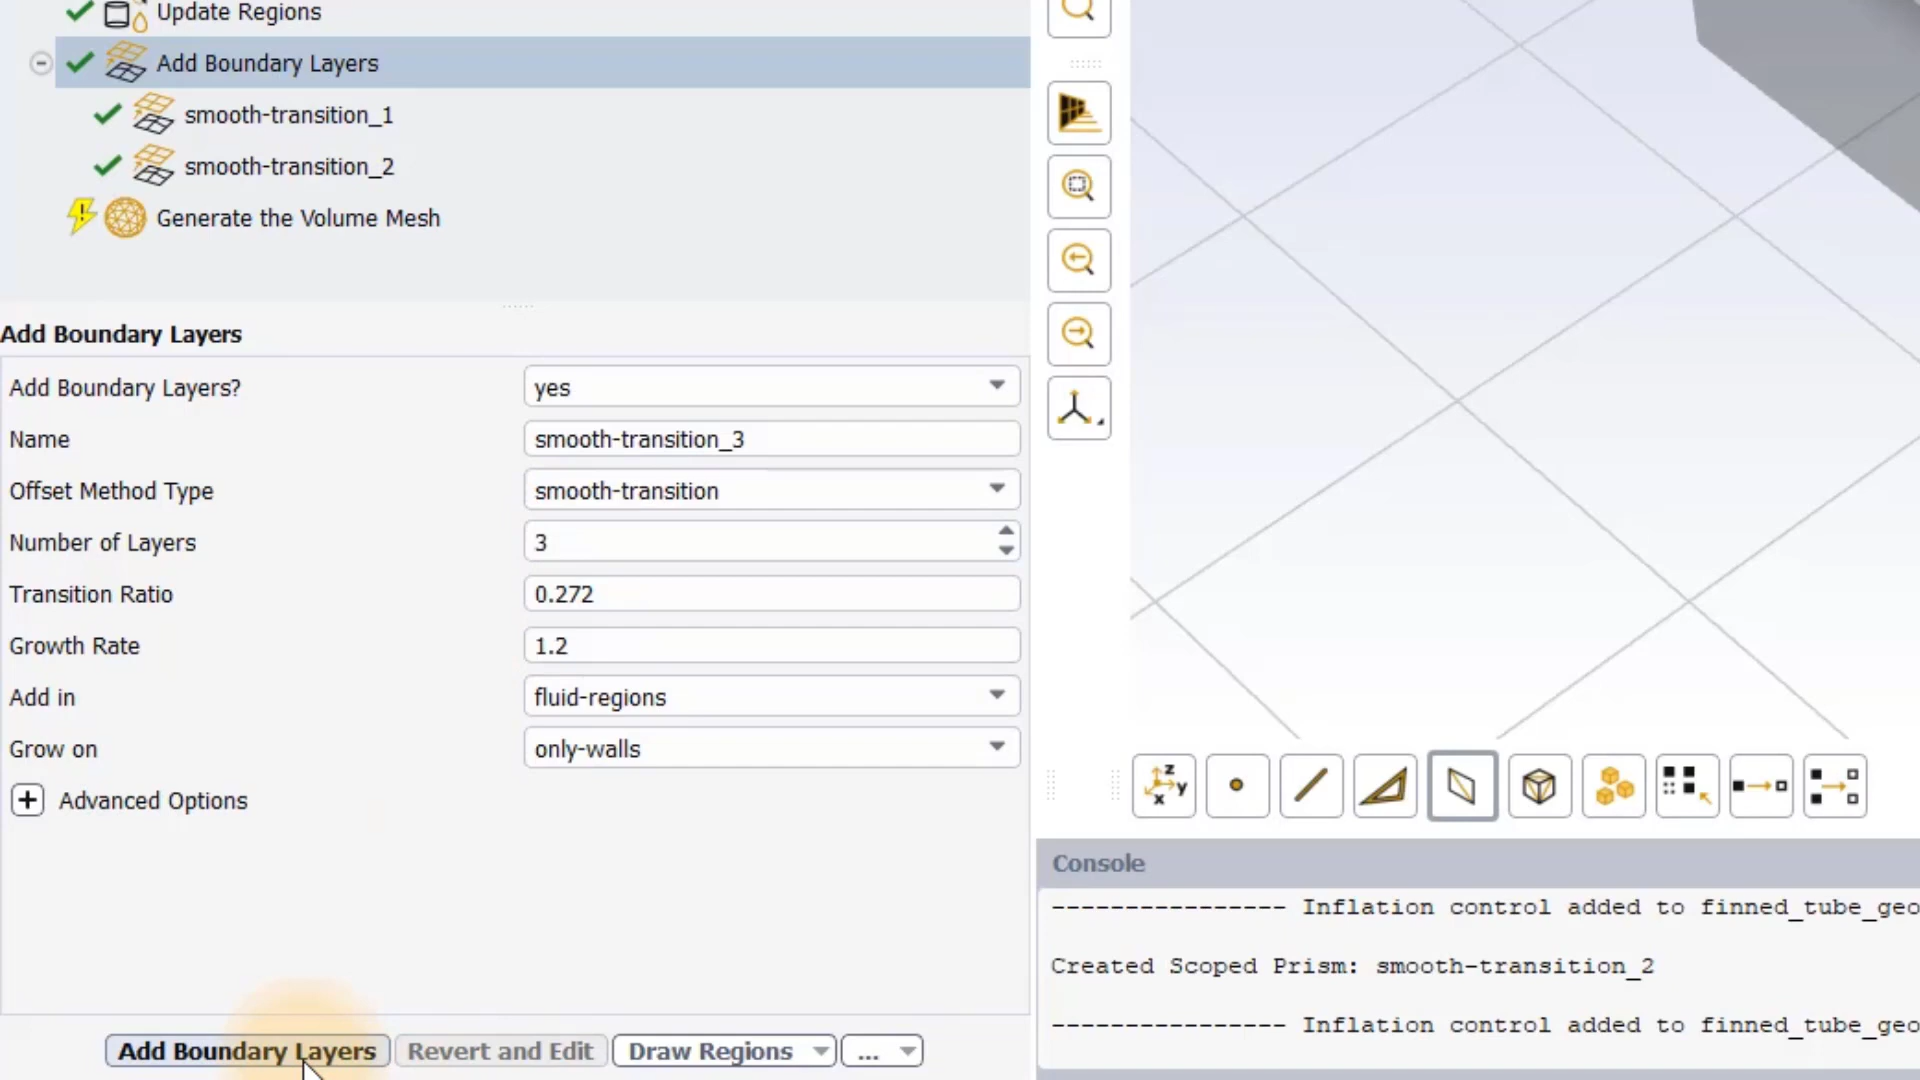 Update Regions
Add Boundary Layers
smooth-transition_1
smooth-transition_2
Generate the Volume Mesh
Add Boundary Layers
Add Boundary Layers? yes
Name smooth-transition_3
Offset Method Type smooth-transition
Number of Layers 3
Transition Ratio 0.272
Growth Rate 1.2
Add in fluid-regions
Grow on only-walls
Advanced Options
Add Boundary Layers Revert and Edit Draw Regions ...
z
y
x
Console
---------------- Inflation control added to finned_tube_geo
Created Scoped Prism: smooth-transition_2
---------------- Inflation control added to finned_tube_geo